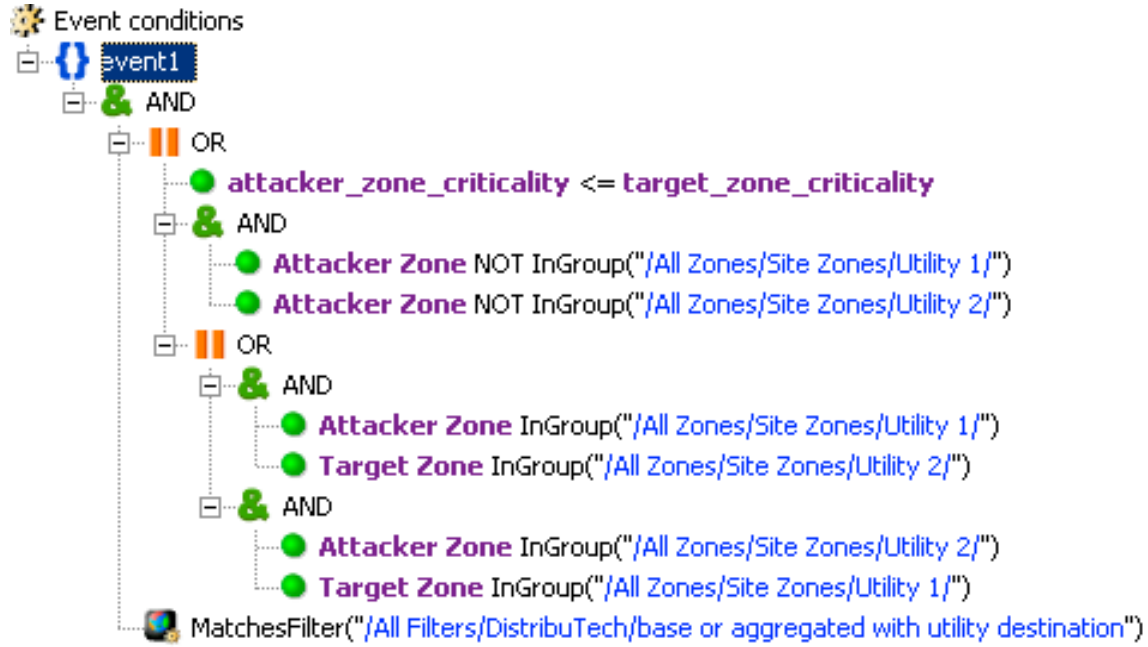 Event conditions
event1
AND
OR
attacker_zone_criticality <= target_zone_criticality
AND
Attacker Zone NOT InGroup("/All Zones/Site Zones/Utility 1/")
Attacker Zone NOT InGroup("/All Zones/Site Zones/Utility 2/")
OR
AND
Attacker Zone InGroup("/All Zones/Site Zones/Utility 1/")
Target Zone InGroup("/All Zones/Site Zones/Utility 2/")
AND
Attacker Zone InGroup("/All Zones/Site Zones/Utility 2/")
Target Zone InGroup("/All Zones/Site Zones/Utility 1/")
MatchesFilter("/All Filters/DistribuTech/base or aggregated with utility destination")